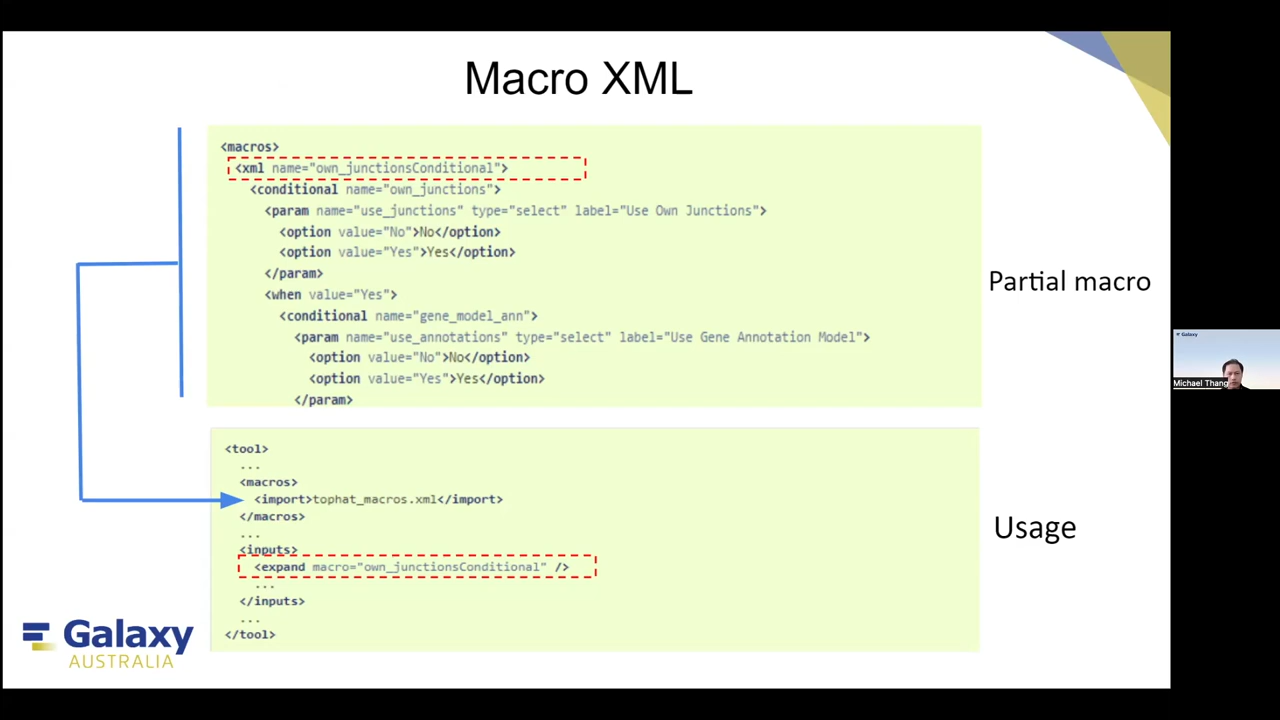 Macro XML
<macros>
<xml name="own_junctionsConditional">
<conditional name="own_junctions">
<param name="use_junctions" type="select" label="Use Own Junctions">
<option value="No">No</option>
<option value="Yes">Yes</option>
</param>
<when value="Yes">
<conditional name="gene_model_ann">
<param name="use_annotations" type="select" label="Use Gene Annotation Model">
<option value="No">No</option>
<option value="Yes">Yes</option>
</param>
Partial macro
<tool>
...
<macros>
<import>tophat_macros.xml</import>
</macros>
...
<inputs>
<expand macro="own_junctionsConditional" />
...
</inputs>
...
</tool>
Usage
Galaxy
AUSTRALIA
Galaxy
Michael Thang